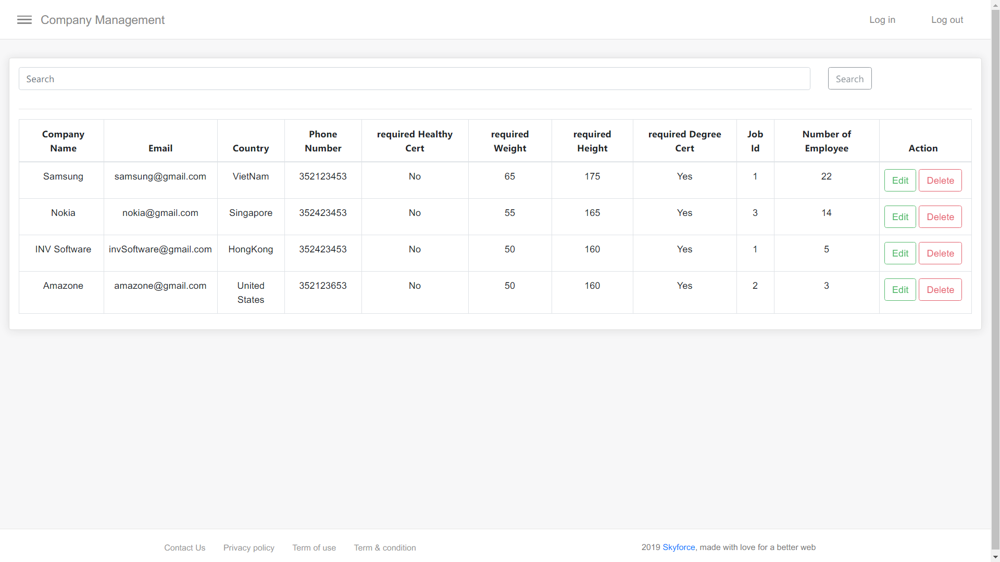 Company Management
Log in
Log out
Search
Search
Company Name
Email
Country
Phone Number
required Healthy Cert
required Weight
required Height
required Degree Cert
Job Id
Number of Employee
Action
Samsung samsung@gmail.com VietNam 352123453 No 65 175 Yes 1 22 Edit Delete
Nokia nokia@gmail.com Singapore 352423453 No 55 165 Yes 3 14 Edit Delete
INV Software invSoftware@gmail.com HongKong 352423453 No 50 160 Yes 1 5 Edit Delete
Amazone amazone@gmail.com United States 352123653 No 50 160 Yes 2 3 Edit Delete
Contact Us Privacy policy Term of use Term & condition
2019 Skyforce, made with love for a better web